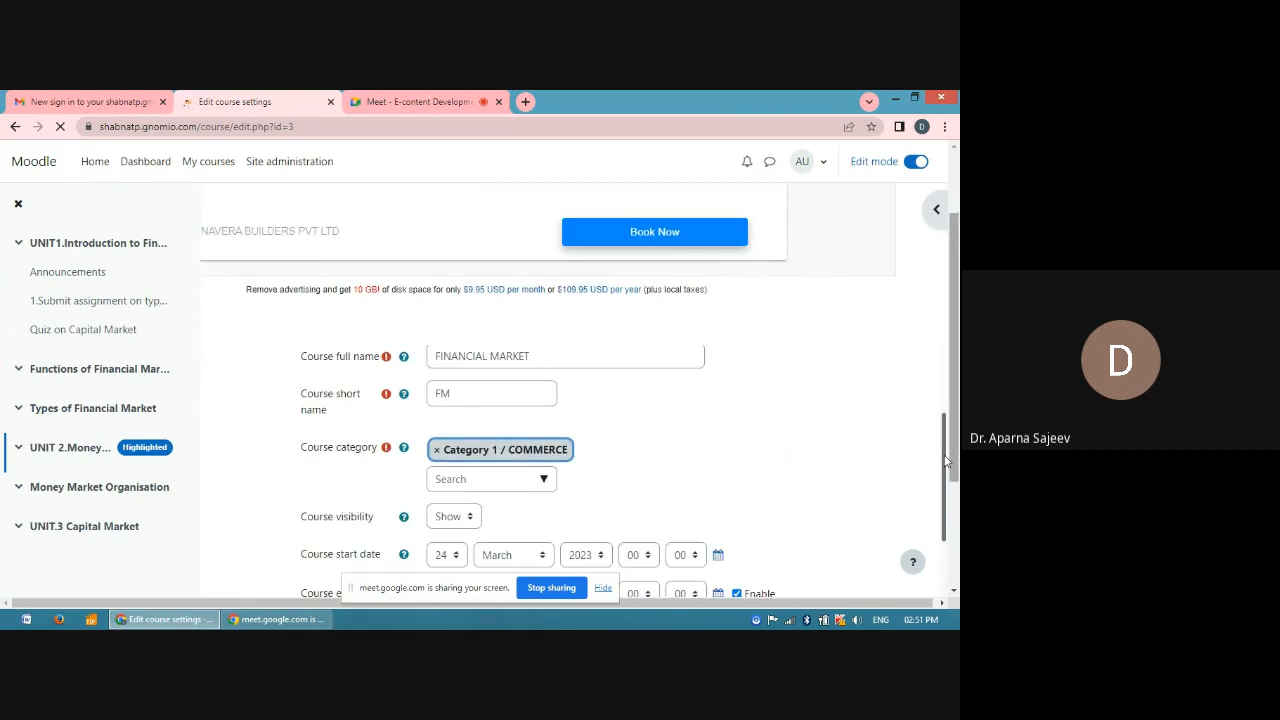 New sign in to your shabnatp.gn
Edit course settings
Meet - E-content Developm
shabnatp.gnomio.com/course/edit.php?id=3
D
Moodle
Home
Dashboard
My courses
Site administration
AU
Edit mode
UNIT1.Introduction to Fin...
Announcements
1.Submit assignment on typ...
Quiz on Capital Market
Functions of Financial Mar...
Types of Financial Market
UNIT 2.Money... Highlighted
Money Market Organisation
UNIT.3 Capital Market
NAVERA BUILDERS PVT LTD
Book Now
Remove advertising and get 10 GB! of disk space for only $9.95 USD per month or $109.95 USD per year (plus local taxes).
Course full name ! ? FINANCIAL MARKET
Course short name ! ? FM
Course category ! ? × Category 1 / COMMERCE
Search ▼
Course visibility ? Show
Course start date ? 24 March 2023 00 00
Course e 00 00 Enable
?
meet.google.com is sharing your screen. Stop sharing Hide
Edit course settings -...
meet.google.com is ...
ENG
02:51 PM
D
Dr. Aparna Sajeev